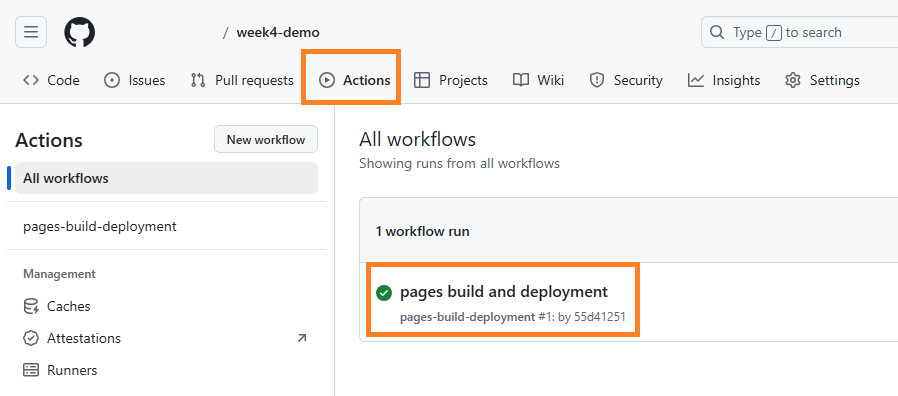 / week4-demo
Type / to search
Code Issues Pull requests Actions Projects Wiki Security Insights Settings
Actions
New workflow
All workflows
pages-build-deployment
Management
Caches
Attestations
Runners
All workflows
Showing runs from all workflows
1 workflow run
pages build and deployment
pages-build-deployment #1: by 55d41251